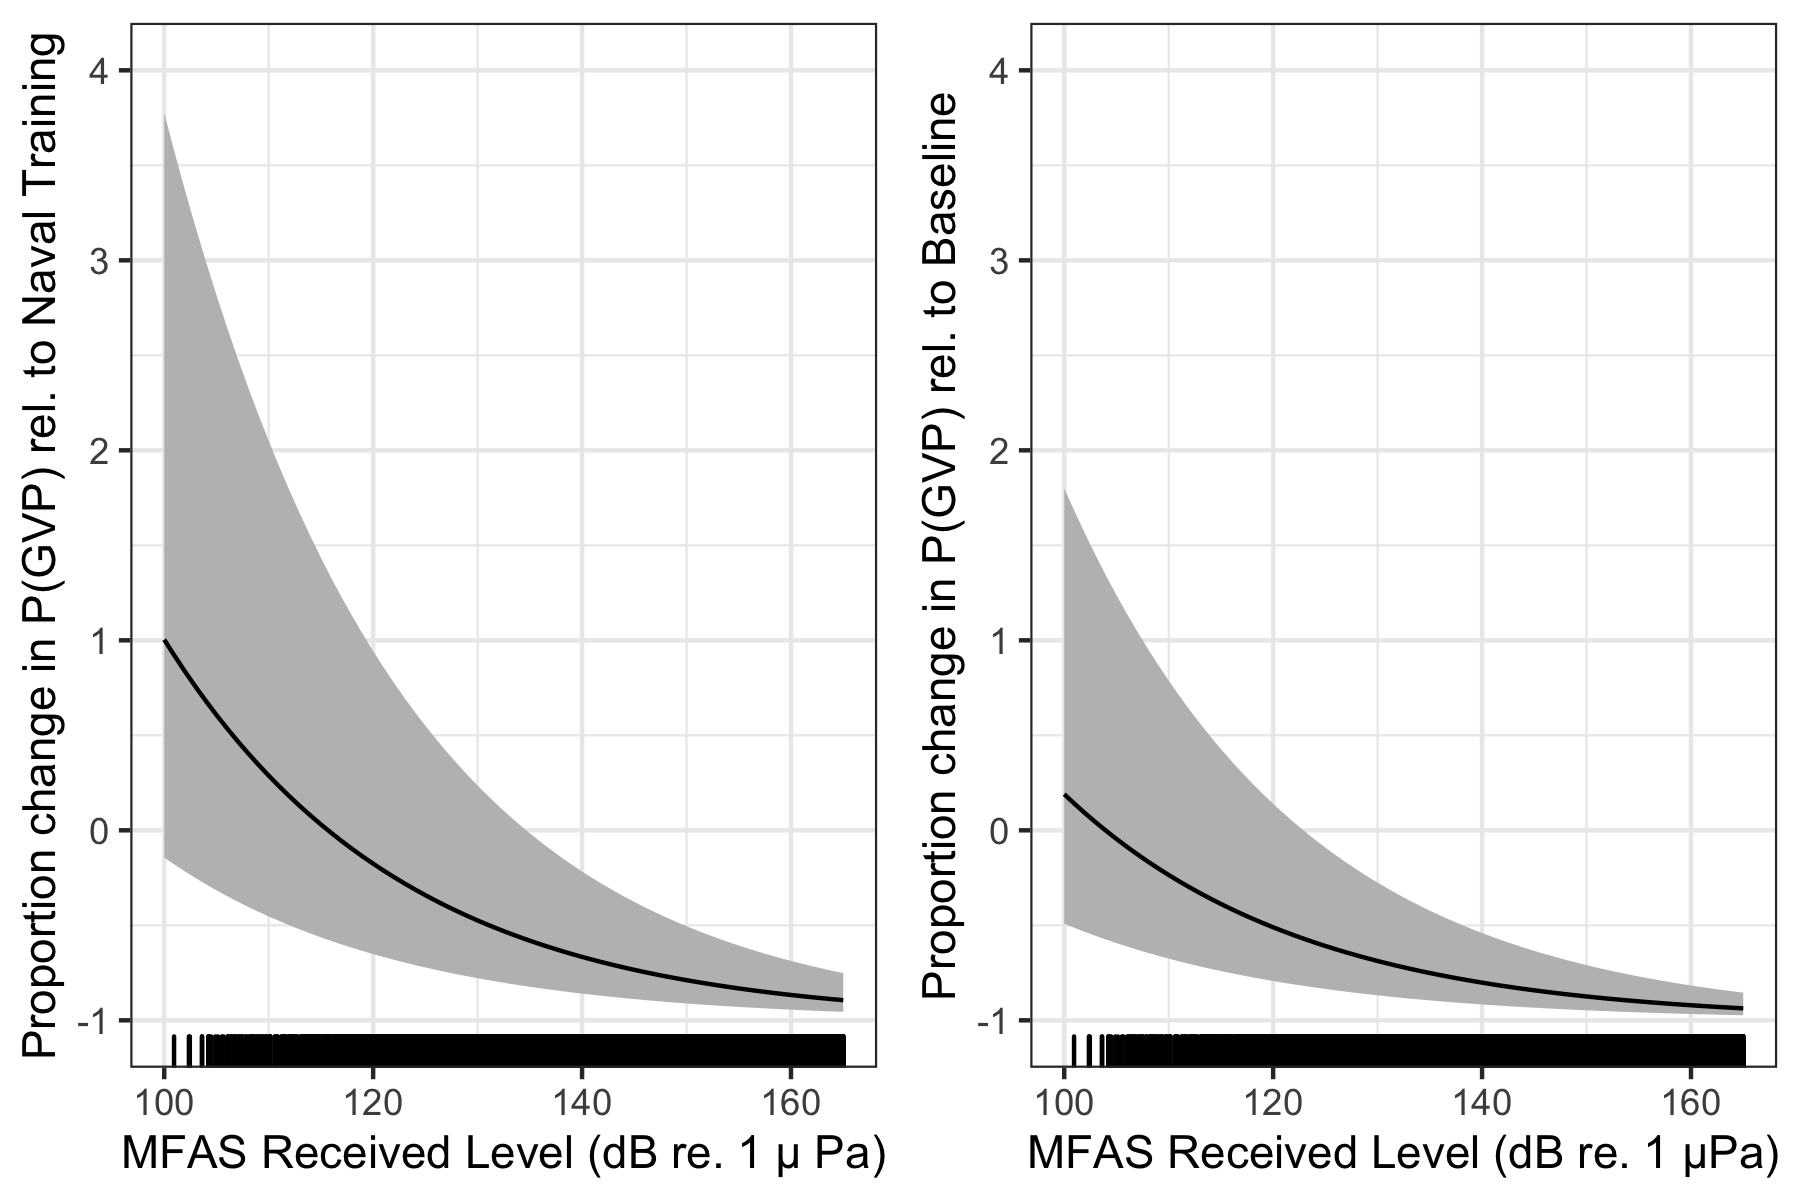 Proportion change in P(GVP) rel. to Naval Training
4
3
2
1
0
-1
100 120 140 160
MFAS Received Level (dB re. 1 µ Pa)
Proportion change in P(GVP) rel. to Baseline
4
3
2
1
0
-1
100 120 140 160
MFAS Received Level (dB re. 1 µPa)